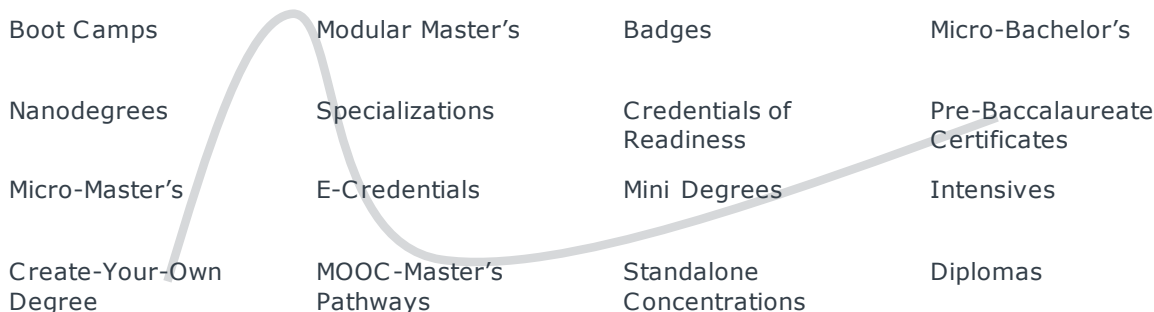 Boot Camps
Modular Master’s
Badges
Micro-Bachelor’s
Nanodegrees
Specializations
Credentials of
Readiness
Pre-Baccalaureate
Certificates
Micro-Master’s
E-Credentials
Mini Degrees
Intensives
Create-Your-Own
Degree
MOOC-Master’s
Pathways
Standalone
Concentrations
Diplomas